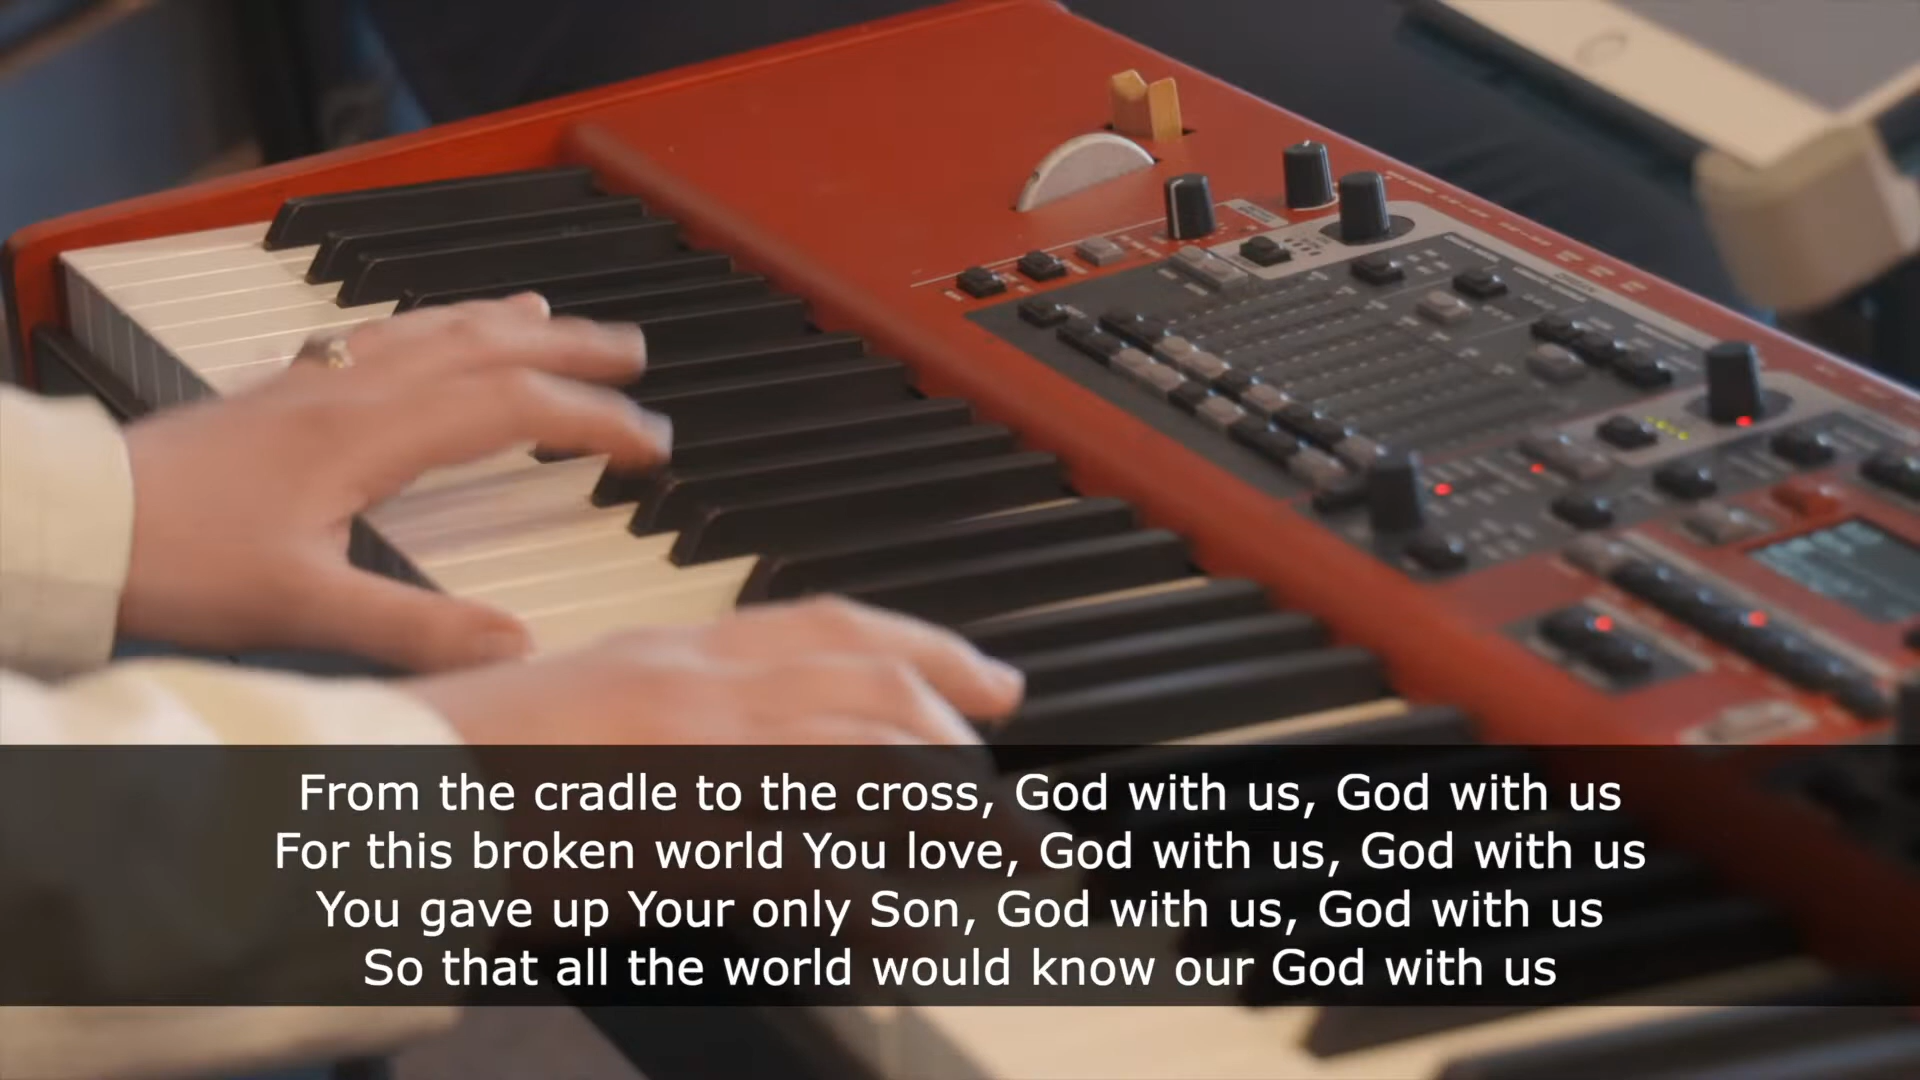 From the cradle to the cross, God with us, God with us
For this broken world You love, God with us, God with us
You gave up Your only Son, God with us, God with us
So that all the world would know our God with us